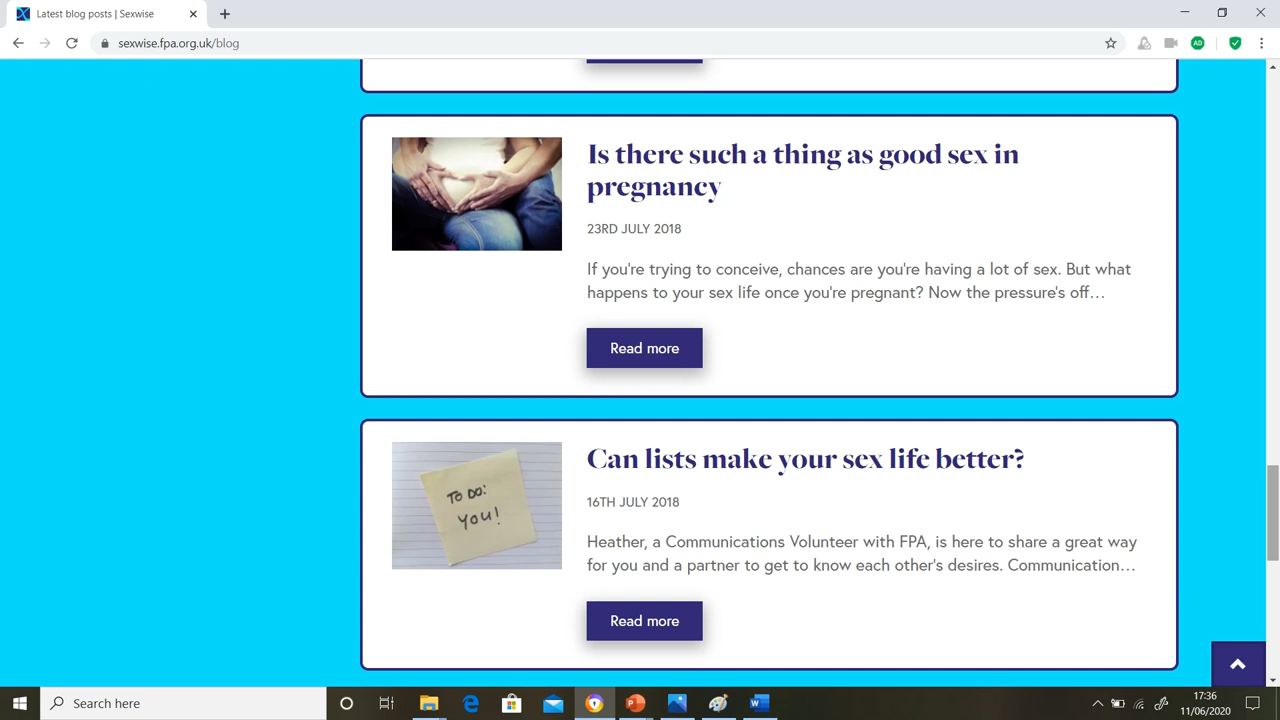 Latest blog posts | Sexwise
sexwise.fpa.org.uk/blog
AD
Is there such a thing as good sex in
pregnancy
23RD JULY 2018
If you're trying to conceive, chances are you're having a lot of sex. But what
happens to your sex life once you're pregnant? Now the pressure's off…
Read more
TO DO:
YOU!
Can lists make your sex life better?
16TH JULY 2018
Heather, a Communications Volunteer with FPA, is here to share a great way
for you and a partner to get to know each other's desires. Communication…
Read more
Search here
17:36
11/06/2020